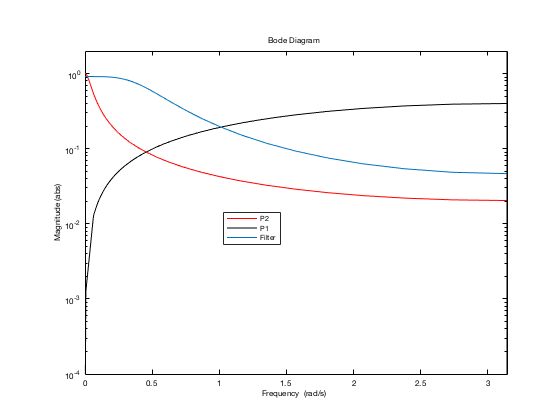 Bode Diagram
Magnitude (abs)
10^0
10^-1
10^-2
10^-3
10^-4
P2
P1
Filter
0 0.5 1 1.5 2 2.5 3
Frequency (rad/s)